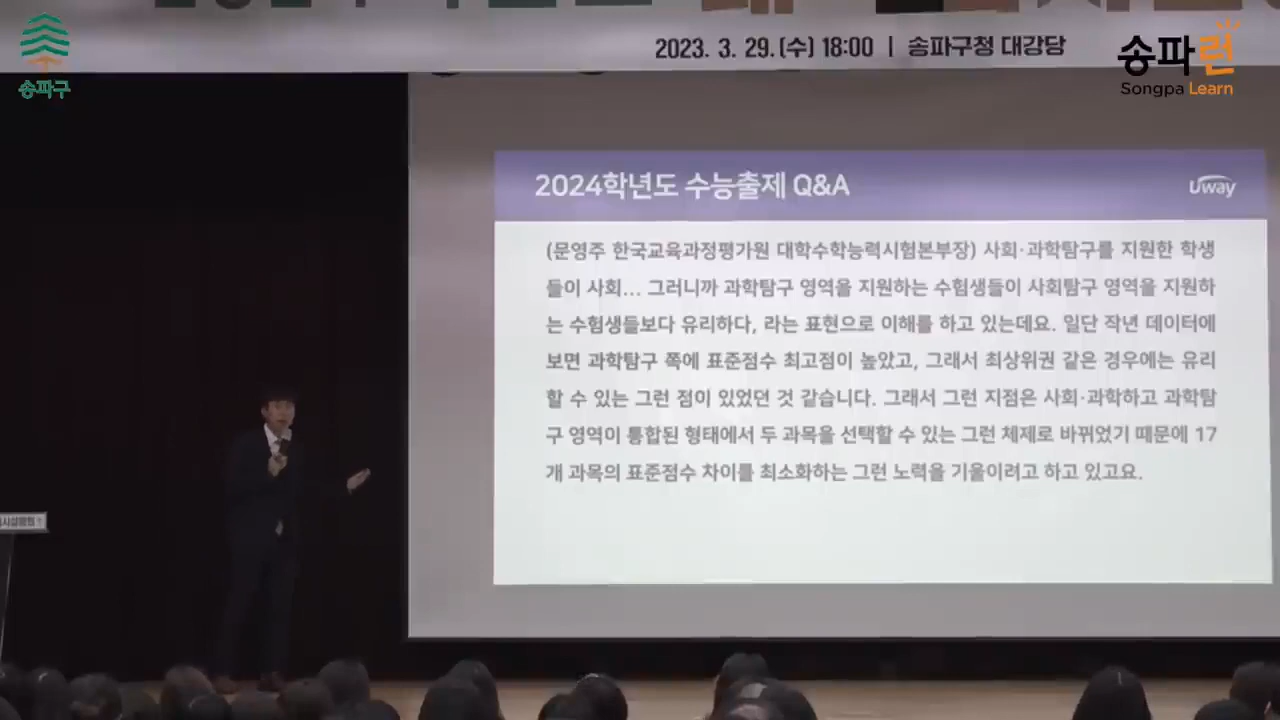 2023. 3. 29.(수) 18:00 | 송파구청 대강당
송파구
송파런
Songpa Learn
2024학년도 수능출제 Q&A
Uway
(문영주 한국교육과정평가원 대학수학능력시험본부장) 사회·과학탐구를 지원한 학생
들이 사회... 그러니까 과학탐구 영역을 지원하는 수험생들이 사회탐구 영역을 지원하
는 수험생들보다 유리하다, 라는 표현으로 이해를 하고 있는데요. 일단 작년 데이터에
보면 과학탐구 쪽에 표준점수 최고점이 높았고, 그래서 최상위권 같은 경우에는 유리
할 수 있는 그런 점이 있었던 것 같습니다. 그래서 그런 지점은 사회·과학하고 과학탐
구 영역이 통합된 형태에서 두 과목을 선택할 수 있는 그런 체제로 바뀌었기 때문에 17
개 과목의 표준점수 차이를 최소화하는 그런 노력을 기울이려고 하고 있고요.